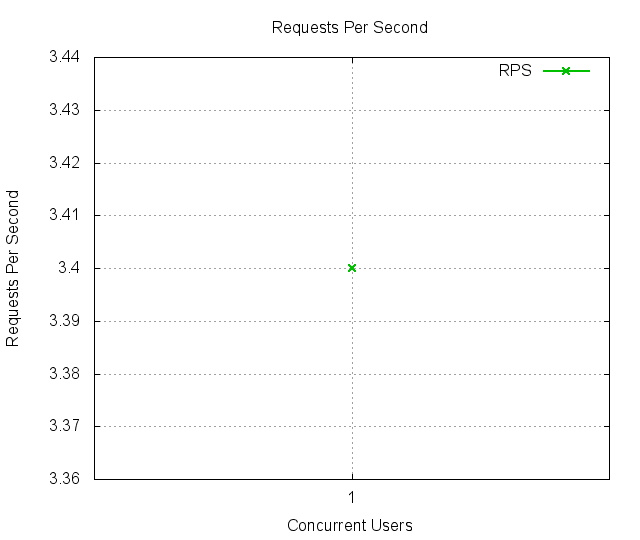 Requests Per Second
3.44
RPS
3.43
3.42
3.41
3.4
3.39
3.38
3.37
3.36
Requests Per Second
1
Concurrent Users